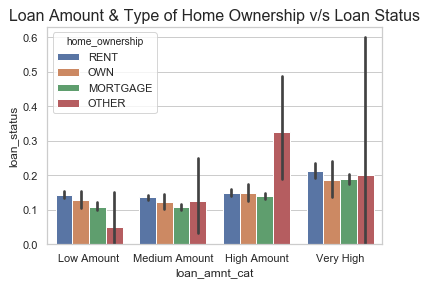 Loan Amount & Type of Home Ownership v/s Loan Status
home_ownership
RENT
OWN
MORTGAGE
OTHER
loan_status
0.6
0.5
0.4
0.3
0.2
0.1
0.0
Low Amount Medium Amount High Amount Very High
loan_amnt_cat